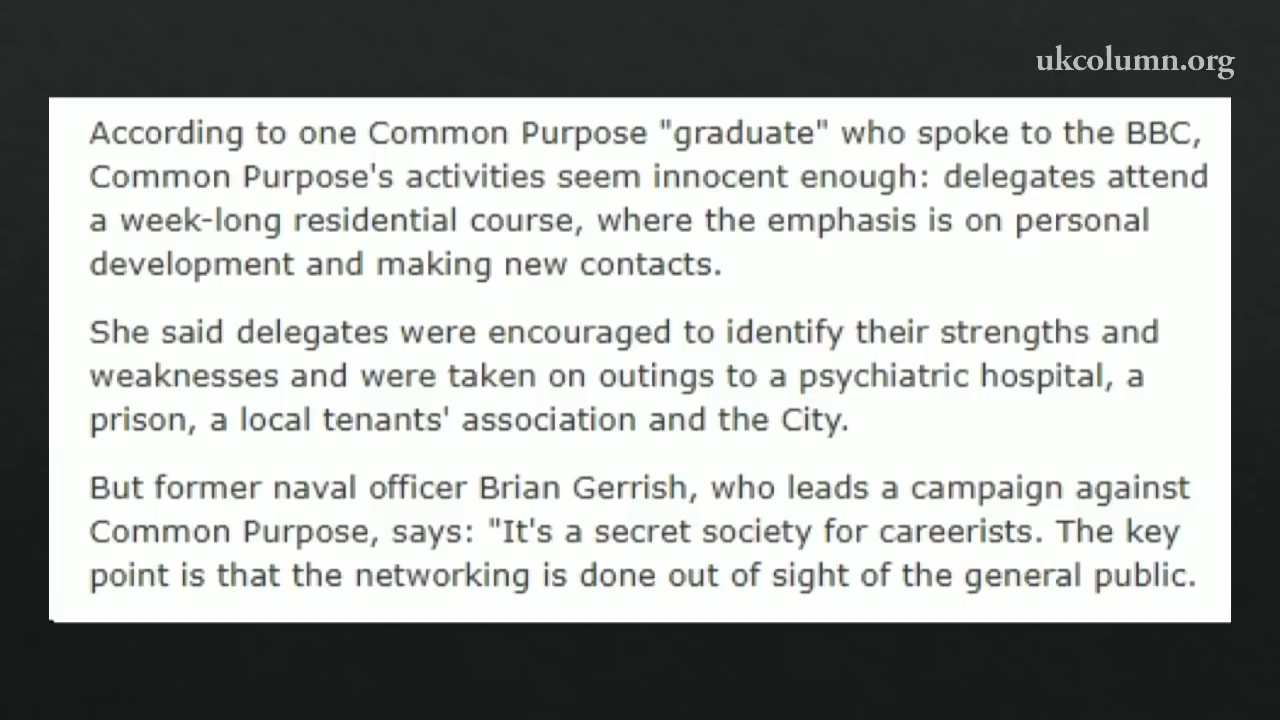 ukcolumn.org
According to one Common Purpose "graduate" who spoke to the BBC,
Common Purpose's activities seem innocent enough: delegates attend
a week-long residential course, where the emphasis is on personal
development and making new contacts.
She said delegates were encouraged to identify their strengths and
weaknesses and were taken on outings to a psychiatric hospital, a
prison, a local tenants' association and the City.
But former naval officer Brian Gerrish, who leads a campaign against
Common Purpose, says: "It's a secret society for careerists. The key
point is that the networking is done out of sight of the general public.